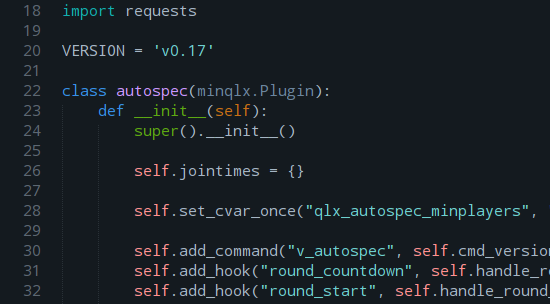 18 import requests
19
20 VERSION = 'v0.17'
21
22 class autospec(minqlx.Plugin):
23     def __init__(self):
24         super().__init__()
25
26         self.jointimes = {}
27
28         self.set_cvar_once("qlx_autospec_minplayers",
29
30         self.add_command("v_autospec", self.cmd_version
31         self.add_hook("round_countdown", self.handle_ro
32         self.add_hook("round_start", self.handle_round